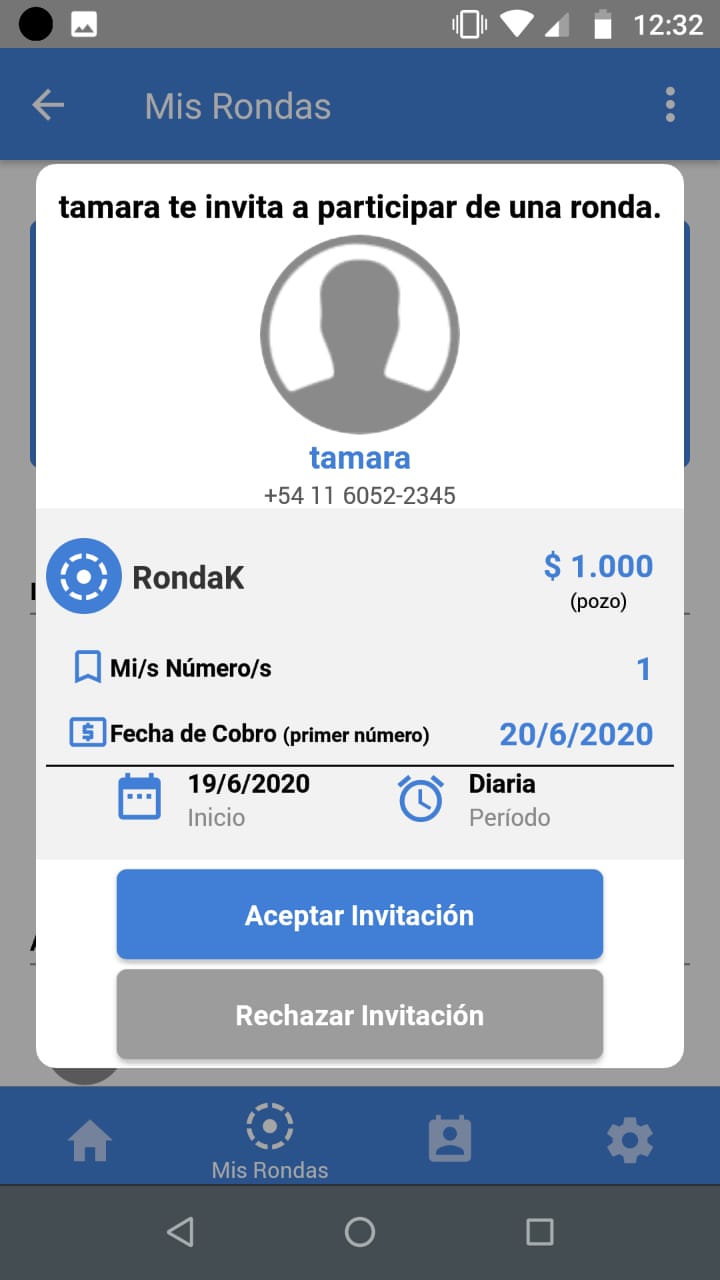 12:32
Mis Rondas
tamara te invita a participar de una ronda.
tamara
+54 11 6052-2345
RondaK
$ 1.000
(pozo)
Mi/s Número/s
1
Fecha de Cobro (primer número)
20/6/2020
19/6/2020
Inicio
Diaria
Período
Aceptar Invitación
Rechazar Invitación
Mis Rondas